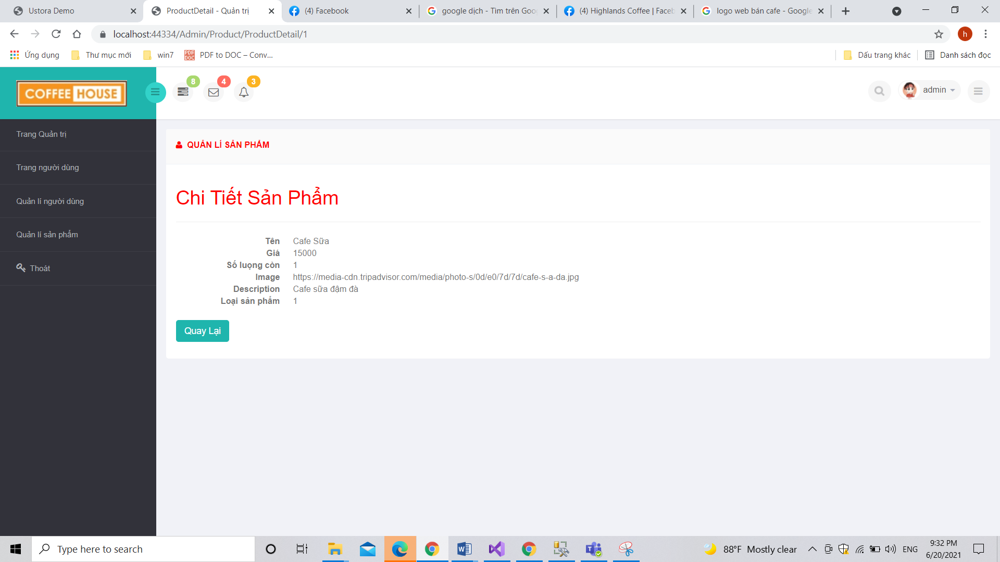 Ustora Demo
ProductDetail - Quản trị
(4) Facebook
google dịch - Tìm trên Goo
(4) Highlands Coffee | Faceb
logo web bán cafe - Google
localhost:44334/Admin/Product/ProductDetail/1
h
Ứng dụng
Thư mục mới
win7
PDF DOC
PDF to DOC – Conv...
Dấu trang khác
Danh sách đọc
COFFEE HOUSE
8
4
3
admin
Trang Quản trị
Trang người dùng
Quản lí người dùng
Quản lí sản phẩm
Thoát
QUẢN LÍ SẢN PHẨM
Chi Tiết Sản Phẩm
Tên Cafe Sữa
Giá 15000
Số luọng còn 1
Image https://media-cdn.tripadvisor.com/media/photo-s/0d/e0/7d/7d/cafe-s-a-da.jpg
Description Cafe sữa đậm đà
Loại sản phẩm 1
Quay Lại
Type here to search
88°F Mostly clear
ENG
9:32 PM
6/20/2021